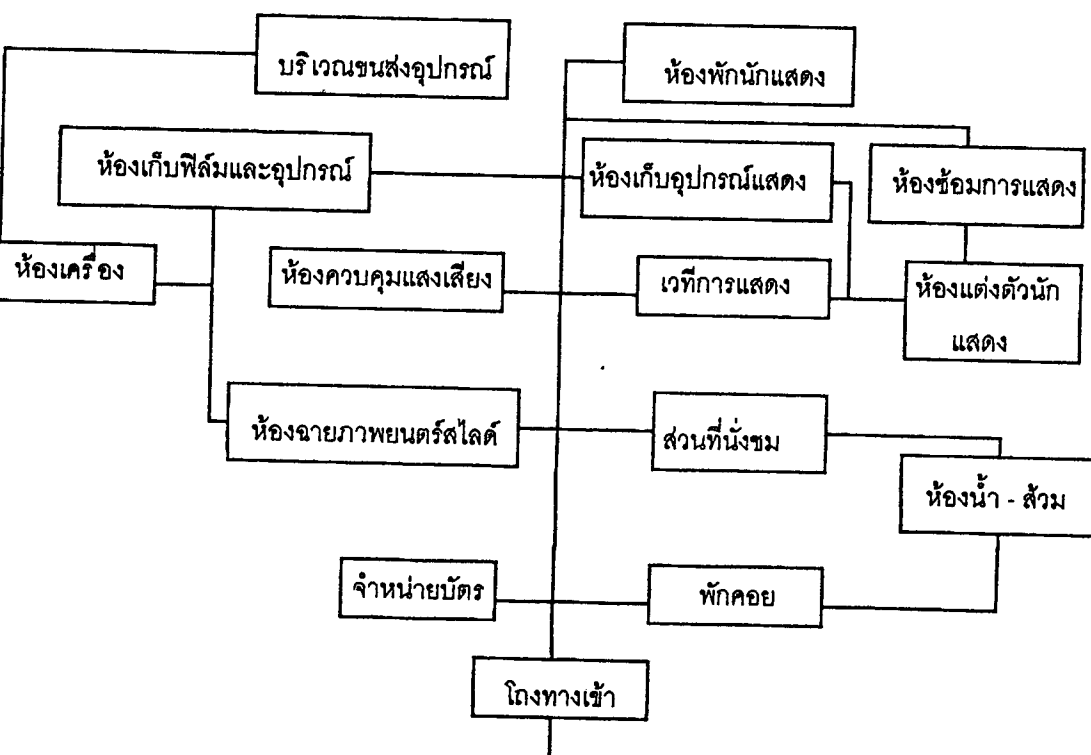 บริเวณขนส่งอุปกรณ์
ห้องพักนักแสดง
ห้องเก็บฟิล์มและอุปกรณ์
ห้องเก็บอุปกรณ์แสดง
ห้องซ้อมการแสดง
ห้องเครื่อง
ห้องควบคุมแสงเสียง
เวทีการแสดง
ห้องแต่งตัวนัก
แสดง
ห้องฉายภาพยนตร์สไลด์
ส่วนที่นั่งชม
ห้องน้ำ - ส้วม
จำหน่ายบัตร
พักคอย
โถงทางเข้า